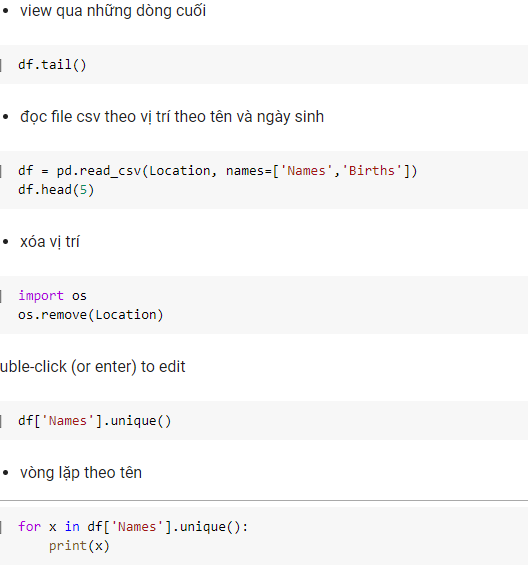 view qua những dòng cuối
df.tail()
đọc file csv theo vị trí theo tên và ngày sinh
df = pd.read_csv(Location, names=['Names','Births'])
df.head(5)
xóa vị trí
import os
os.remove(Location)
uble-click (or enter) to edit
df['Names'].unique()
vòng lặp theo tên
for x in df['Names'].unique():
    print(x)